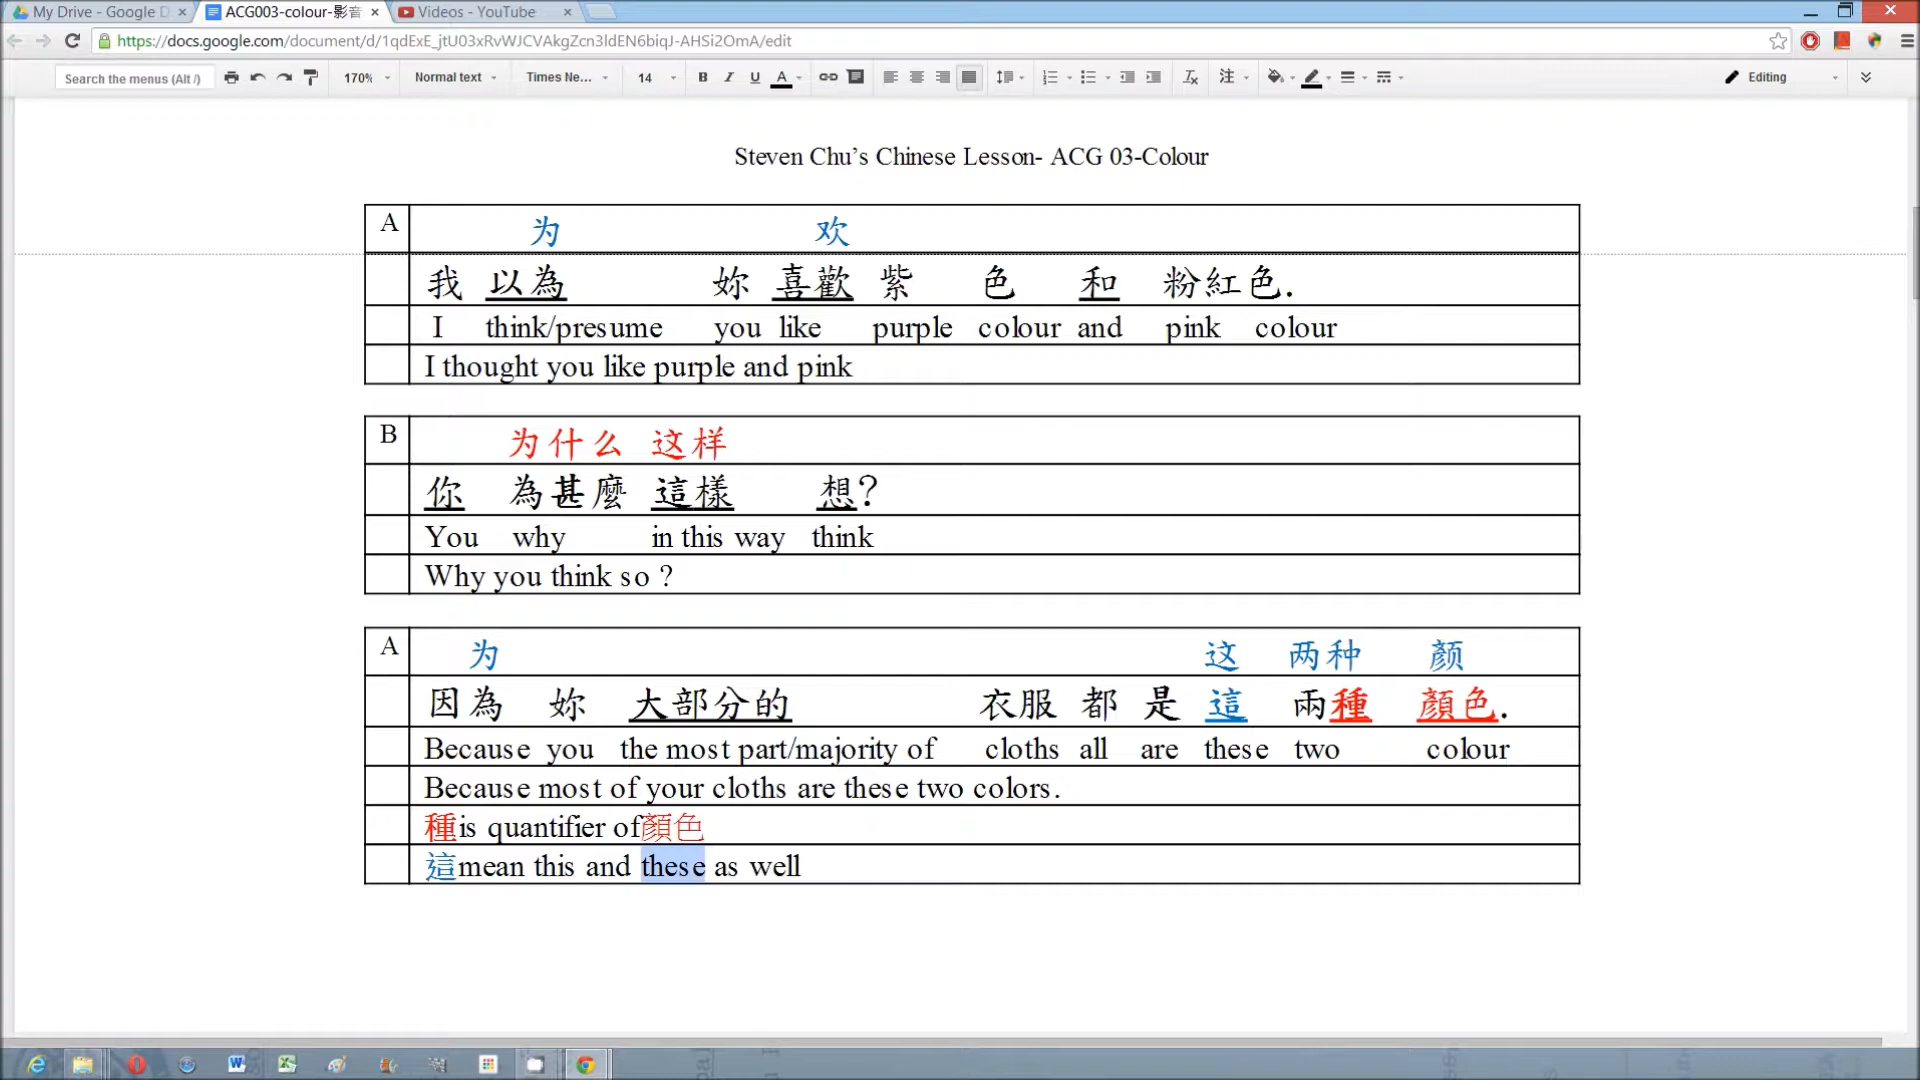 My Drive - Google D
ACG003-colour-影音
Videos - YouTube
https://docs.google.com/document/d/1qdExE_jtU03xRvWJCVAkgZcn3ldEN6biqJ-AHSi2OmA/edit
Search the menus (Alt /)
170%
Normal text
Times Ne...
14
B
I
U
A
注
Editing
Steven Chu's Chinese Lesson- ACG 03-Colour
A 为 欢
我 以為 妳 喜歡 紫 色 和 粉紅色.
I think/presume you like purple colour and pink colour
I thought you like purple and pink
B 为什么 这样
你 為甚麼 這樣 想?
You why in this way think
Why you think so ?
A 为 这 两种 颜
因為 妳 大部分的 衣服 都 是 這 兩種 顏色.
Because you the most part/majority of cloths all are these two colour
Because most of your cloths are these two colors.
種is quantifier of顏色
這mean this and these as well